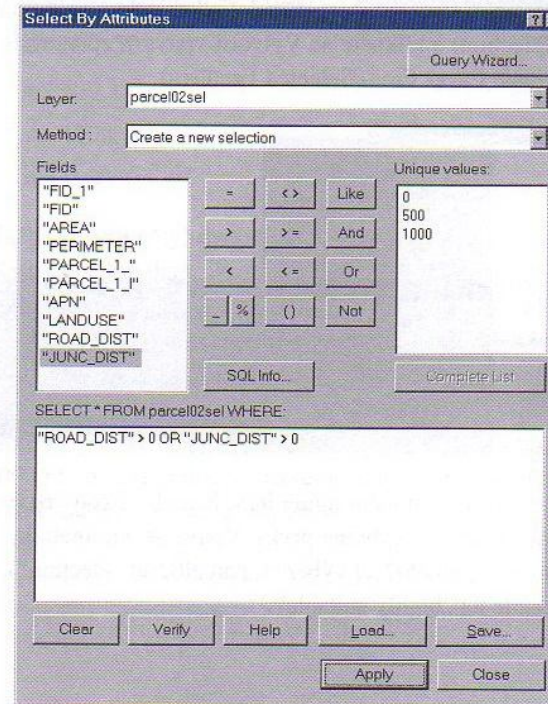 Select By Attributes
?
Query Wizard...
Layer: parcel02sel
Method : Create a new selection
Fields
"FID_1"
"FID"
"AREA"
"PERIMETER"
"PARCEL_1_"
"PARCEL_1_I"
"APN"
"LANDUSE"
"ROAD_DIST"
"JUNC_DIST"
= <> Like
> >= And
< <= Or
_ % () Not
SQL Info...
Unique values:
0
500
1000
Complete List
SELECT * FROM parcel02sel WHERE:
"ROAD_DIST" > 0 OR "JUNC_DIST" > 0
Clear Verify Help Load... Save...
Apply Close